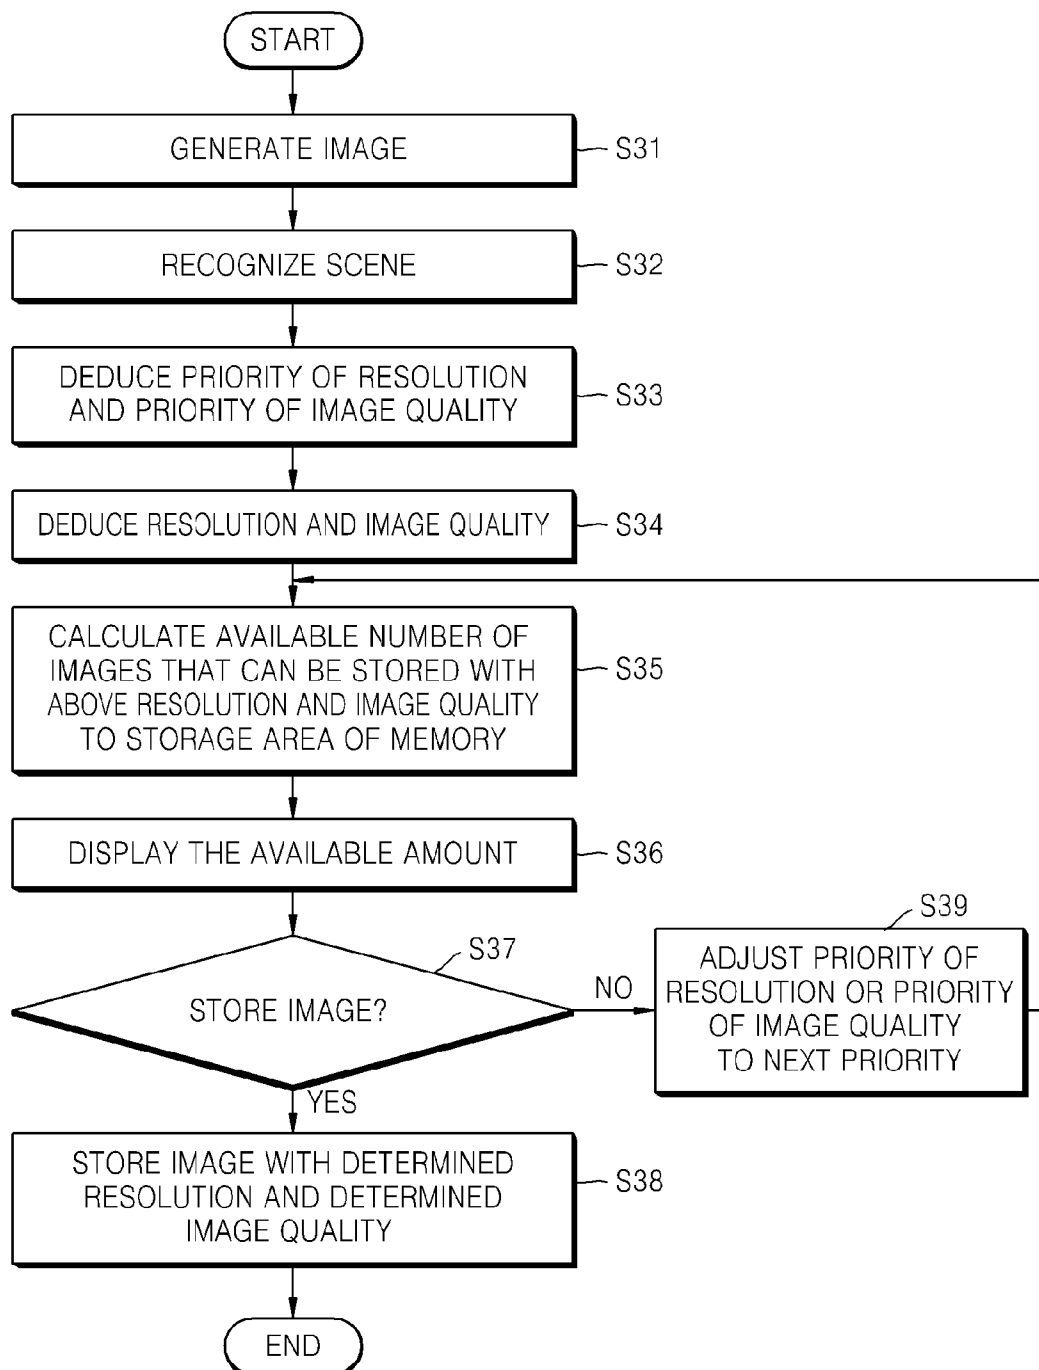 START
GENERATE IMAGE
S31
RECOGNIZE SCENE
S32
DEDUCE PRIORITY OF RESOLUTION
AND PRIORITY OF IMAGE QUALITY
S33
DEDUCE RESOLUTION AND IMAGE QUALITY
S34
CALCULATE AVAILABLE NUMBER OF
IMAGES THAT CAN BE STORED WITH
ABOVE RESOLUTION AND IMAGE QUALITY
TO STORAGE AREA OF MEMORY
S35
DISPLAY THE AVAILABLE AMOUNT
S36
STORE IMAGE?
S37
NO
S39
ADJUST PRIORITY OF
RESOLUTION OR PRIORITY
OF IMAGE QUALITY
TO NEXT PRIORITY
YES
STORE IMAGE WITH DETERMINED
RESOLUTION AND DETERMINED
IMAGE QUALITY
S38
END